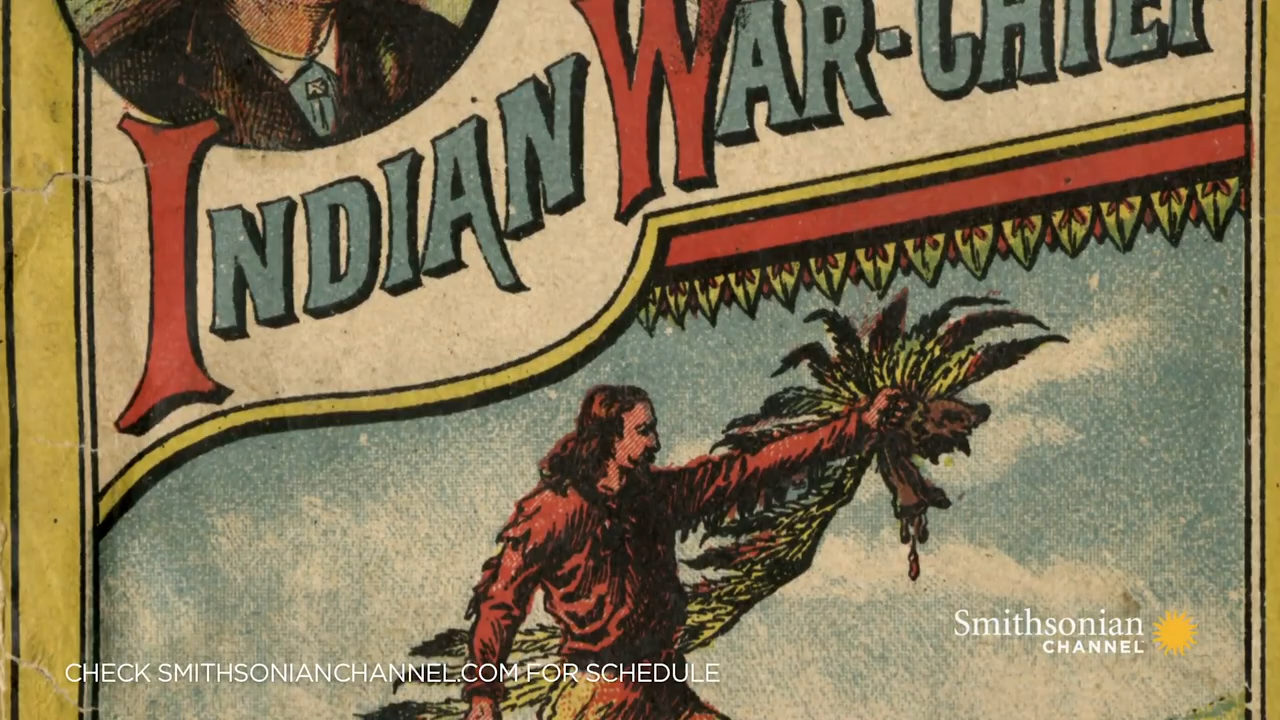 INDIAN WAR-CHIEF
Smithsonian
CHANNEL
CHECK SMITHSONIANCHANNEL.COM FOR SCHEDULE